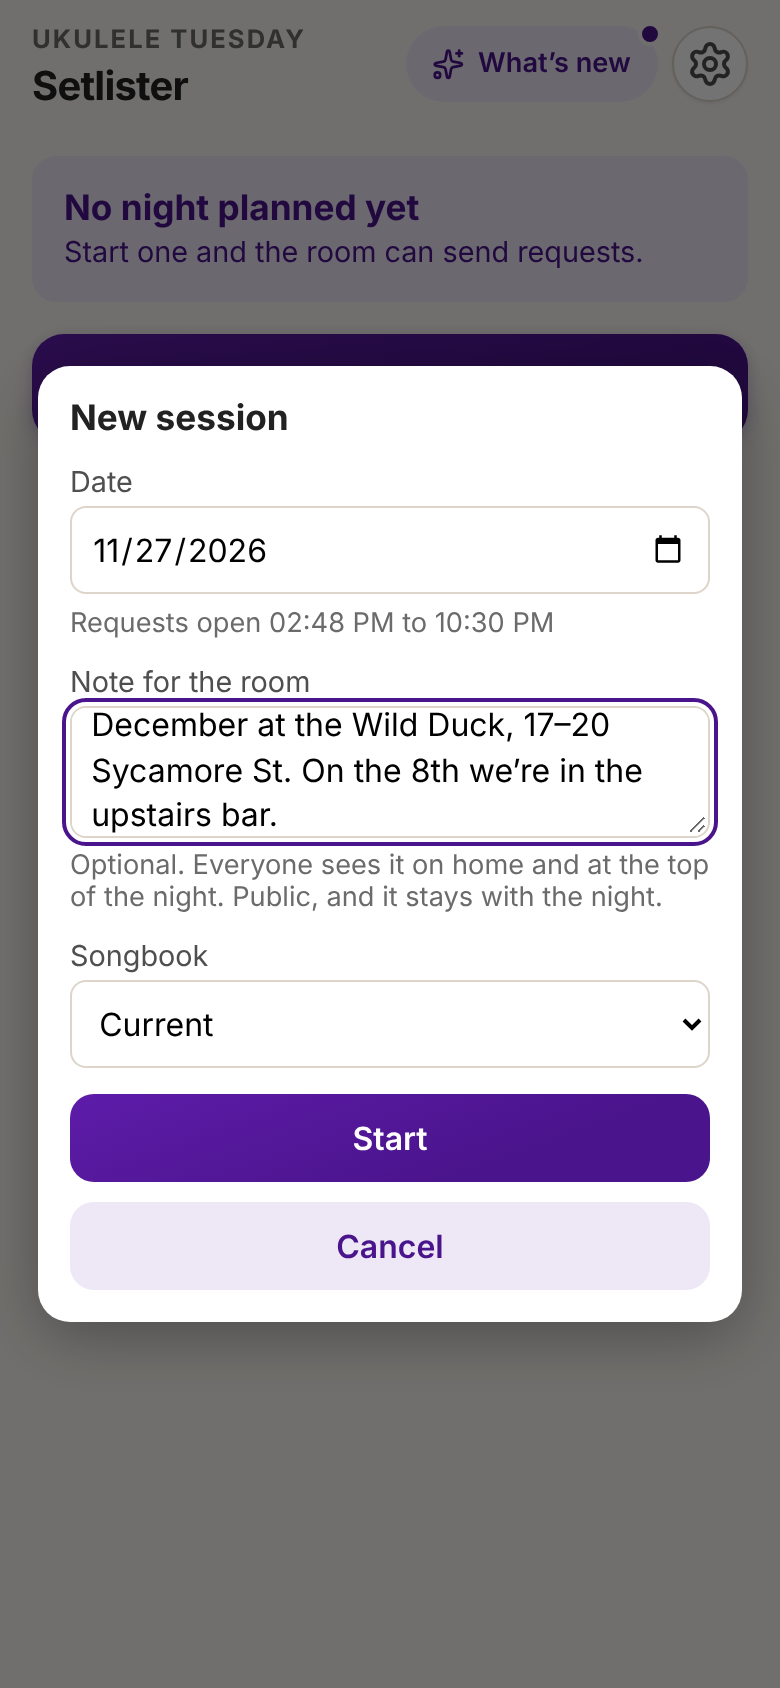 UKULELE TUESDAY
Setlister
What’s new
No night planned yet
Start one and the room can send requests.
New session
Date
11/27/2026
Requests open 02:48 PM to 10:30 PM
Note for the room
December at the Wild Duck, 17–20
Sycamore St. On the 8th we’re in the
upstairs bar.
Optional. Everyone sees it on home and at the top
of the night. Public, and it stays with the night.
Songbook
Current
Start
Cancel